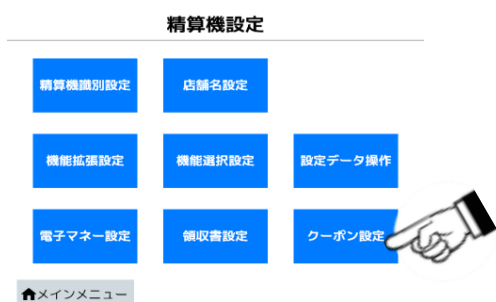 精算機設定
精算機識別設定
店舗名設定
機能拡張設定
機能選択設定
設定データ操作
電子マネー設定
領収書設定
クーポン設定
メインメニュー